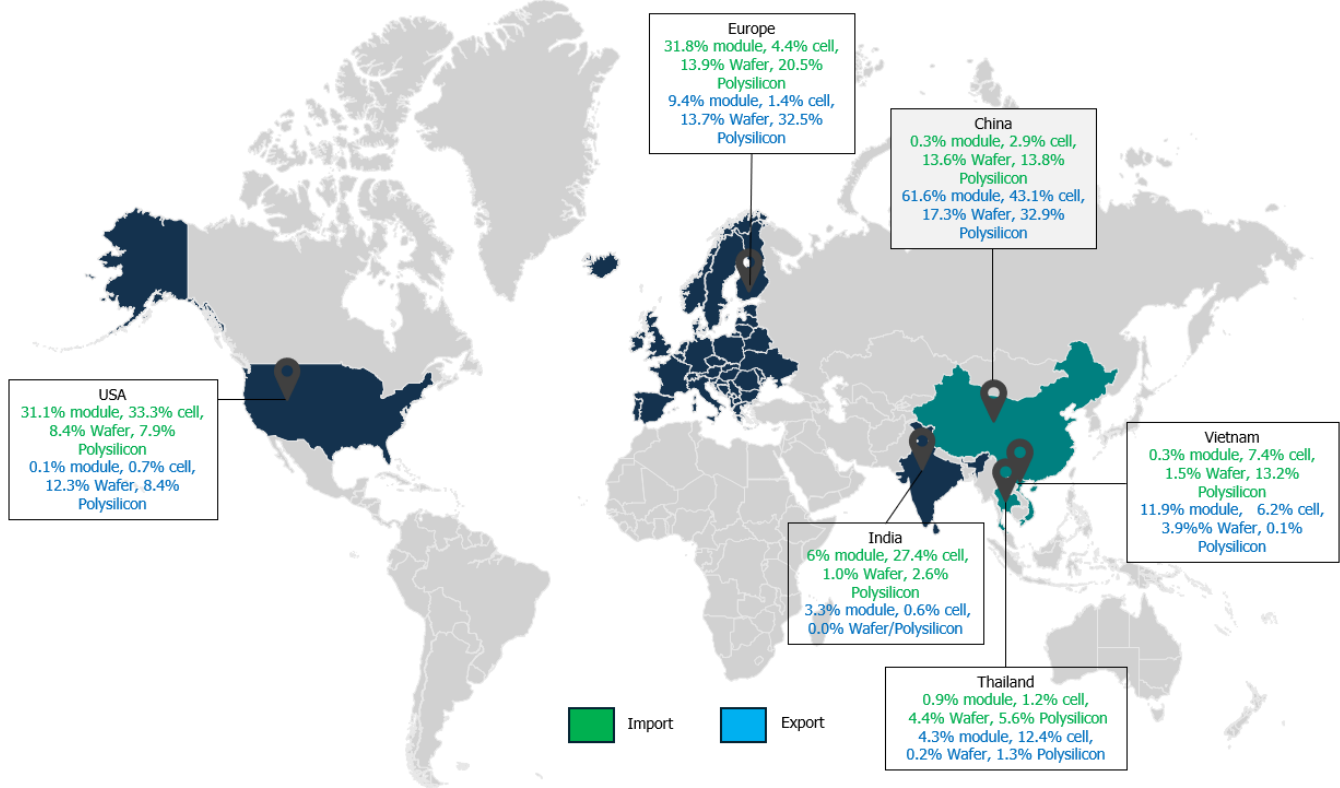 Europe
31.8% module, 4.4% cell,
13.9% Wafer, 20.5%
Polysilicon
9.4% module, 1.4% cell,
13.7% Wafer, 32.5%
Polysilicon
China
0.3% module, 2.9% cell,
13.6% Wafer, 13.8%
Polysilicon
61.6% module, 43.1% cell,
17.3% Wafer, 32.9%
Polysilicon
USA
31.1% module, 33.3% cell,
8.4% Wafer, 7.9%
Polysilicon
0.1% module, 0.7% cell,
12.3% Wafer, 8.4%
Polysilicon
Vietnam
0.3% module, 7.4% cell,
1.5% Wafer, 13.2%
Polysilicon
11.9% module, 6.2% cell,
3.9%% Wafer, 0.1%
Polysilicon
India
6% module, 27.4% cell,
1.0% Wafer, 2.6%
Polysilicon
3.3% module, 0.6% cell,
0.0% Wafer/Polysilicon
Thailand
0.9% module, 1.2% cell,
4.4% Wafer, 5.6% Polysilicon
4.3% module, 12.4% cell,
0.2% Wafer, 1.3% Polysilicon
Import
Export